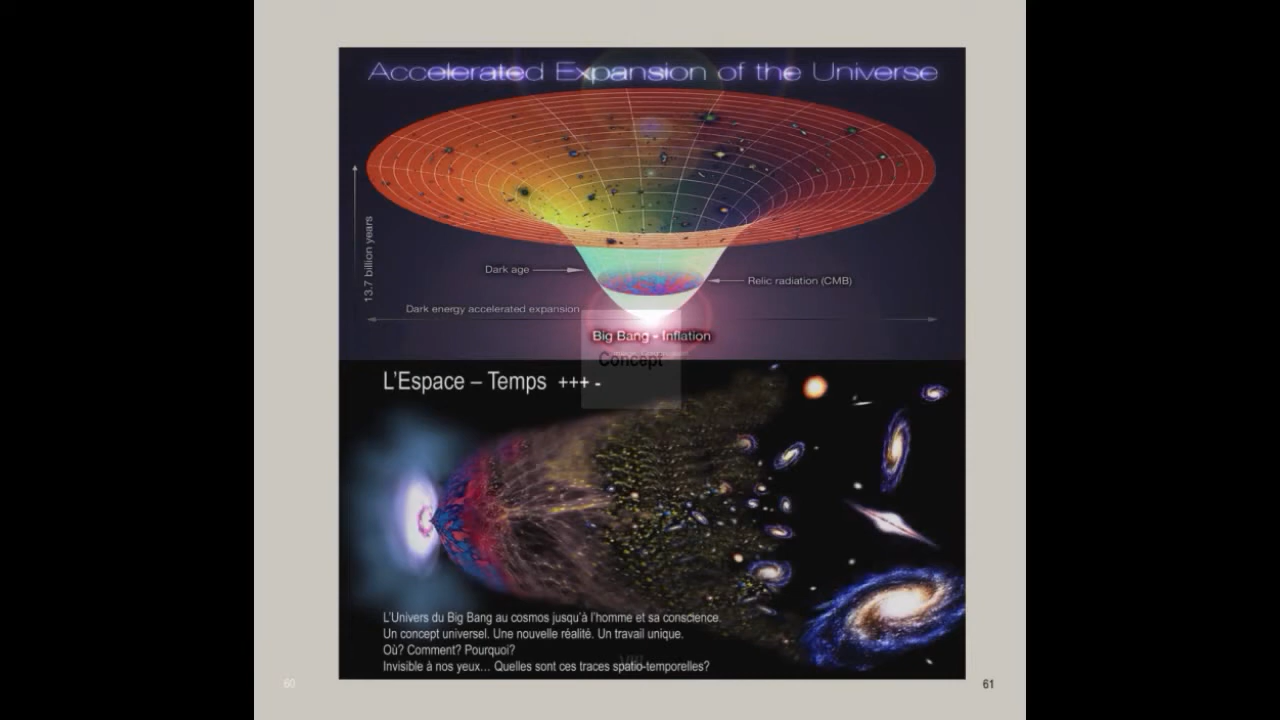 Accelerated Expansion of the Universe
13.7 billion years
Dark age
Relic radiation (CMB)
Dark energy accelerated expansion
Big Bang - Inflation
Concept
L'Espace – Temps +++ -
L'Univers du Big Bang au cosmos jusqu'à l'homme et sa conscience.
Un concept universel. Une nouvelle réalité. Un travail unique.
Où? Comment? Pourquoi?
Invisible à nos yeux... Quelles sont ces traces spatio-temporelles?
60
61